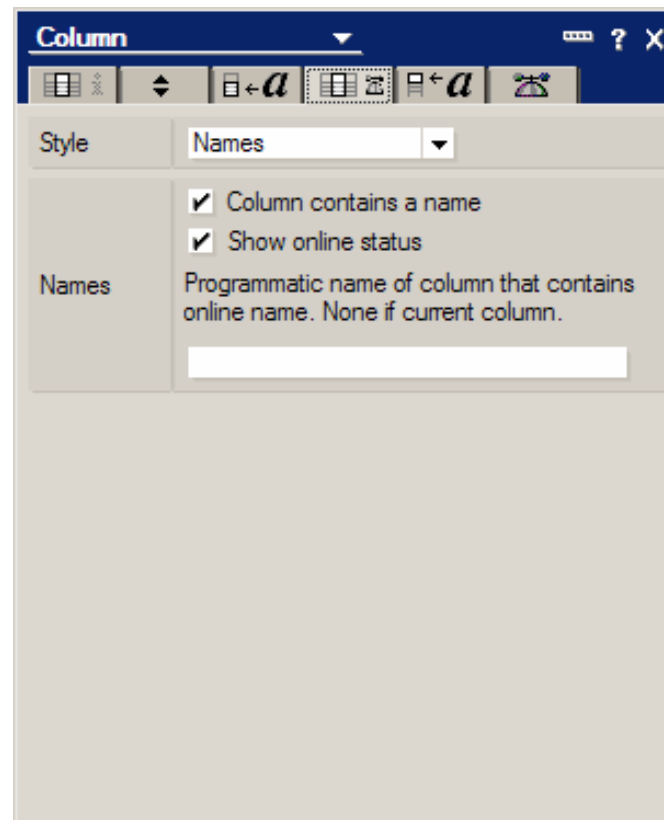 Column
? X
a a
Style Names
Column contains a name
Show online status
Names
Programmatic name of column that contains
online name. None if current column.